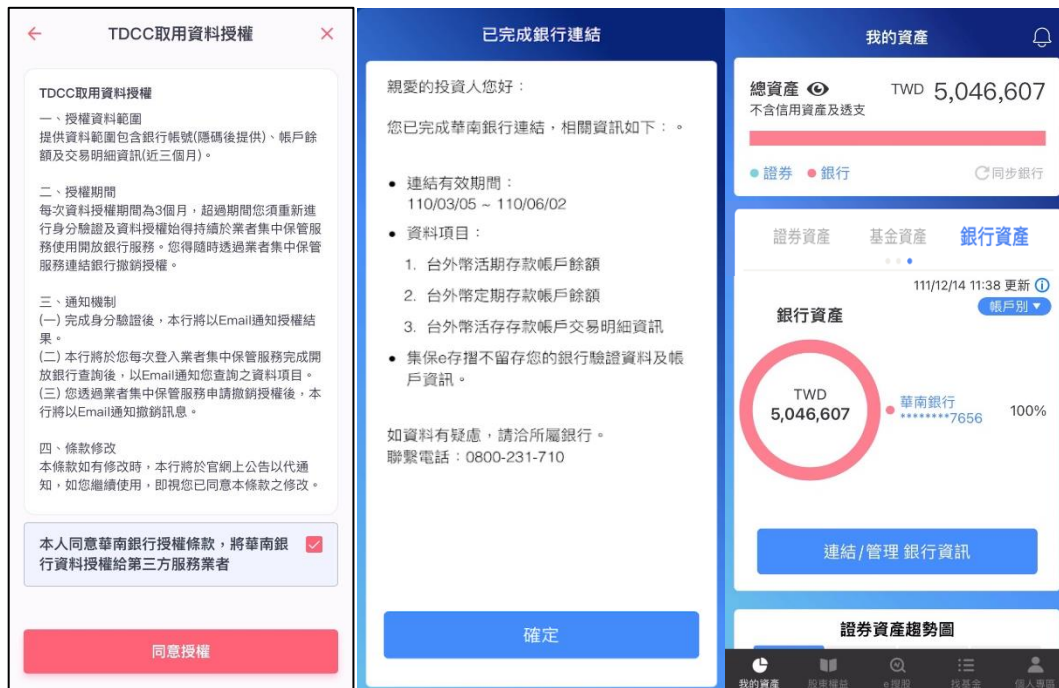 TDCC取用資料授權
TDCC取用資料授權
一、授權資料範圍
提供資料範圍包含銀行帳號(隱碼後提供)、帳戶餘
額及交易明細資訊(近三個月)。
二、授權期間
每次資料授權期間為3個月，超過期間您須重新進
行身分驗證及資料授權始得持續於業者集中保管服
務使用開放銀行服務。您得隨時透過業者集中保管
服務連結銀行撤銷授權。
三、通知機制
(一) 完成身分驗證後，本行將以Email通知授權結
果。
(二) 本行將於您每次登入業者集中保管服務完成開
放銀行查詢後，以Email通知您查詢之資料項目。
(三) 您透過業者集中保管服務申請撤銷授權後，本
行將以Email通知撤銷訊息。
四、條款修改
本條款如有修改時，本行將於官網上公告以代通
知，如您繼續使用，即視您已同意本條款之修改。
本人同意華南銀行授權條款，將華南銀
行資料授權給第三方服務業者
同意授權
已完成銀行連結
親愛的投資人您好：
您已完成華南銀行連結，相關資訊如下：。
• 連結有效期間：
110/03/05 ~ 110/06/02
• 資料項目：
1. 台外幣活期存款帳戶餘額
2. 台外幣定期存款帳戶餘額
3. 台外幣活存存款帳戶交易明細資訊
• 集保e存摺不留存您的銀行驗證資料及帳
戶資訊。
如資料有疑慮，請洽所屬銀行。
聯繫電話：0800-231-710
確定
我的資產
總資產 TWD 5,046,607
不含信用資產及透支
證券 銀行 同步銀行
證券資產 基金資產 銀行資產
111/12/14 11:38 更新
帳戶別▼
銀行資產
TWD
5,046,607
華南銀行
********7656
100%
連結/管理 銀行資訊
證券資產趨勢圖
我的資產 股東權益 e搜股 找基金 個人專區